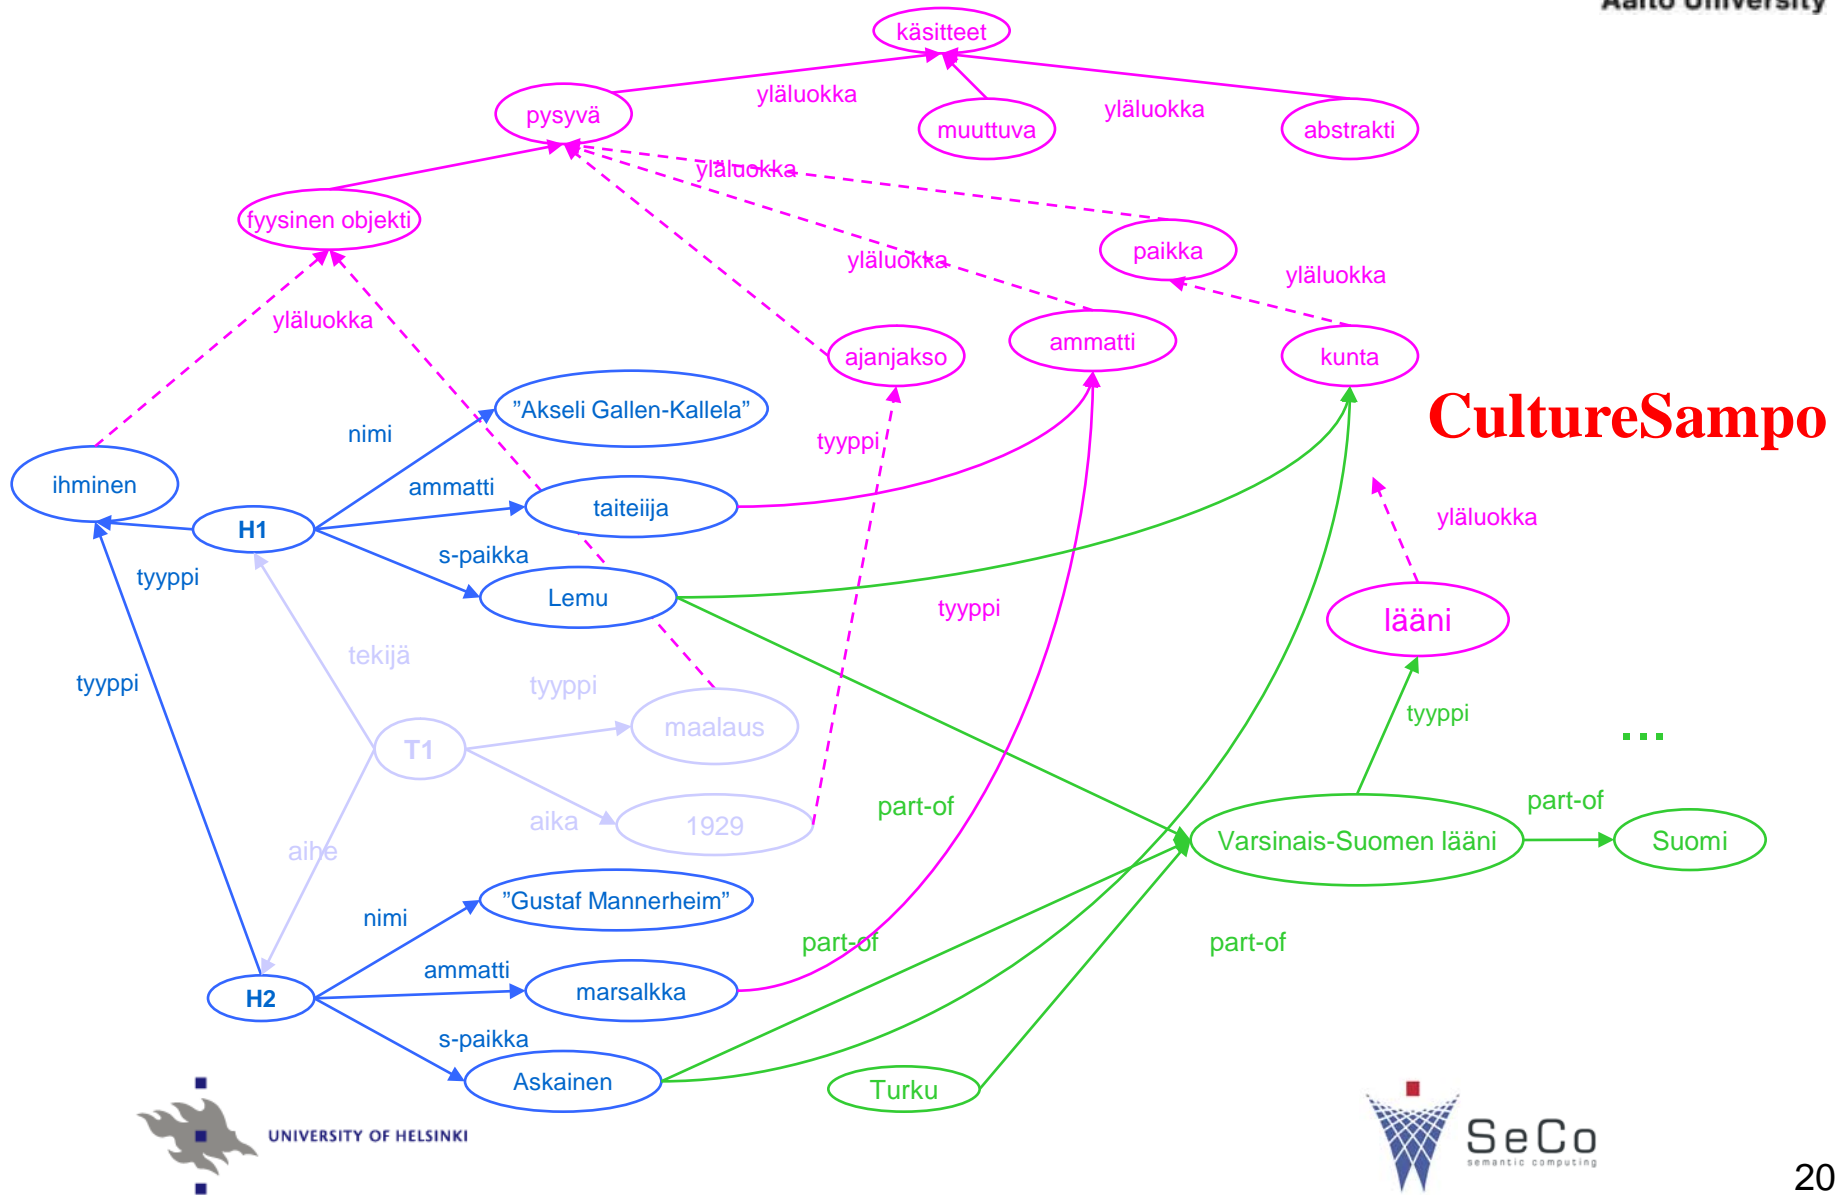 Aalto University
käsitteet
yläluokka
pysyvä
muuttuva
yläluokka
abstrakti
yläluokka
fyysinen objekti
yläluokka
paikka
yläluokka
yläluokka
ajanjakso
ammatti
kunta
"Akseli Gallen-Kallela"
CultureSampo
nimi
tyyppi
ihminen
ammatti
taiteiija
yläluokka
H1
s-paikka
tyyppi
Lemu
tyyppi
lääni
tekijä
tyyppi
tyyppi
maalaus
tyyppi
T1
...
part-of
part-of
aika
1929
Varsinais-Suomen lääni
Suomi
aihe
"Gustaf Mannerheim"
nimi
part-of
part-of
ammatti
H2
marsalkka
s-paikka
Askainen
Turku
UNIVERSITY OF HELSINKI
SeCo
semantic computing
20